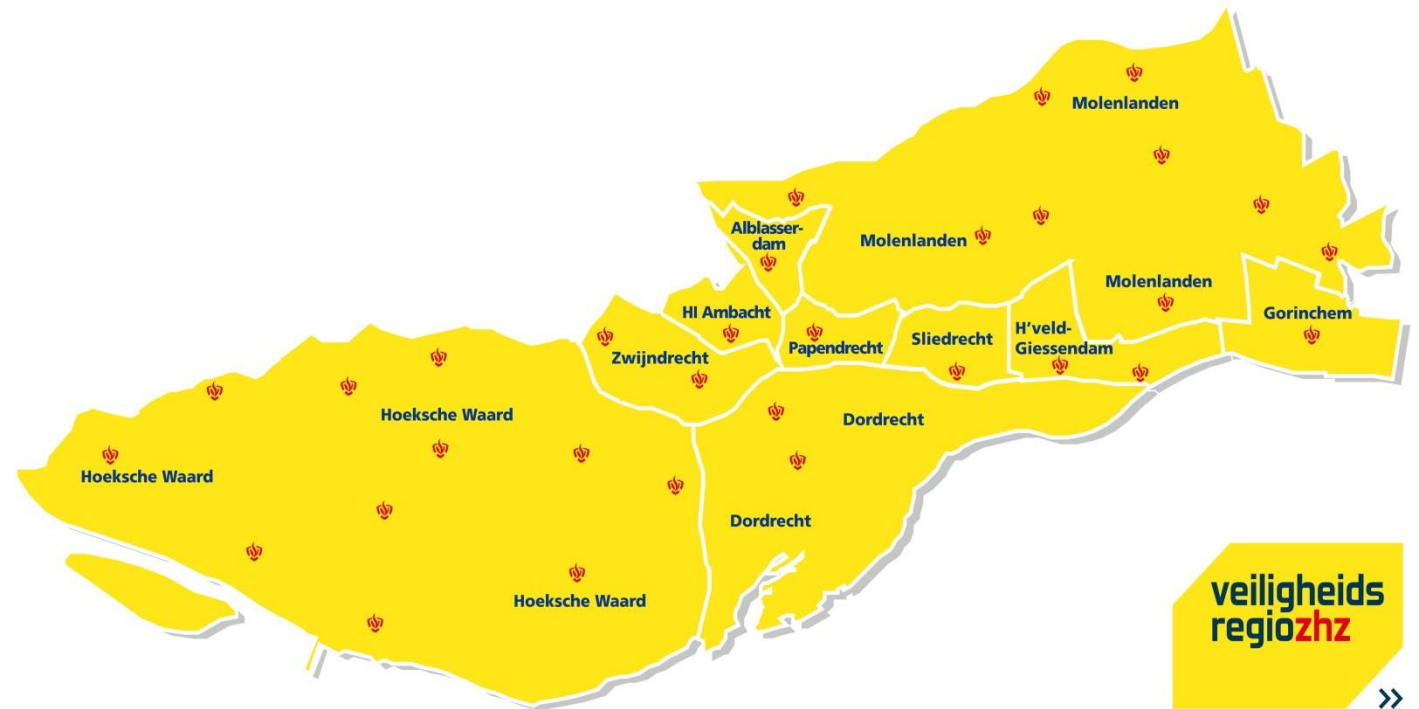 Molenlanden
Alblasser-
dam
Molenlanden
Molenlanden
Gorinchem
HI Ambacht
Papendrecht
Sliedrecht
H'veld-
Giessendam
Zwijndrecht
Hoeksche Waard
Dordrecht
Hoeksche Waard
Dordrecht
Hoeksche Waard
veiligheids
regiozhz